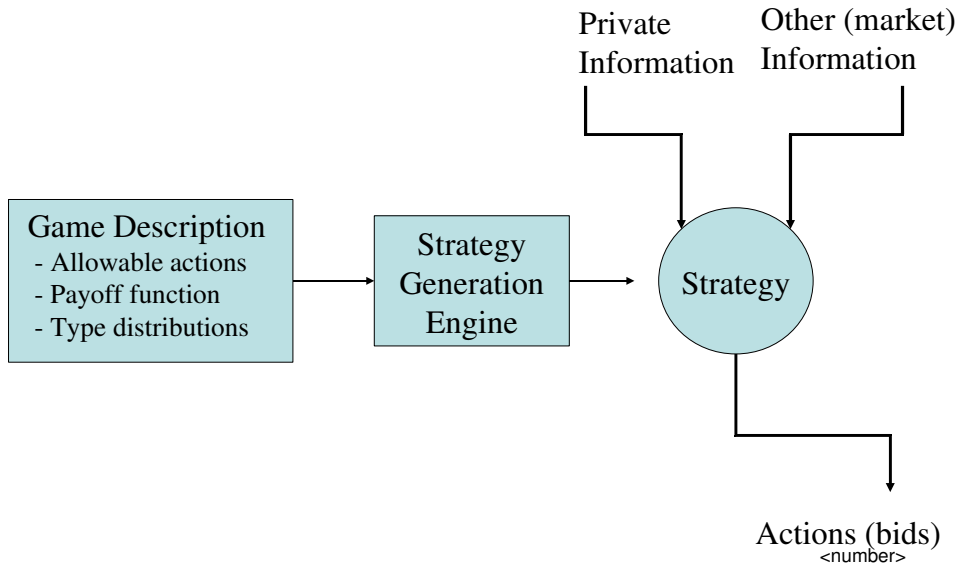 Private
Information
Other (market)
Information
Game Description
- Allowable actions
- Payoff function
- Type distributions
Strategy
Generation
Engine
Strategy
Actions (bids)
<number>